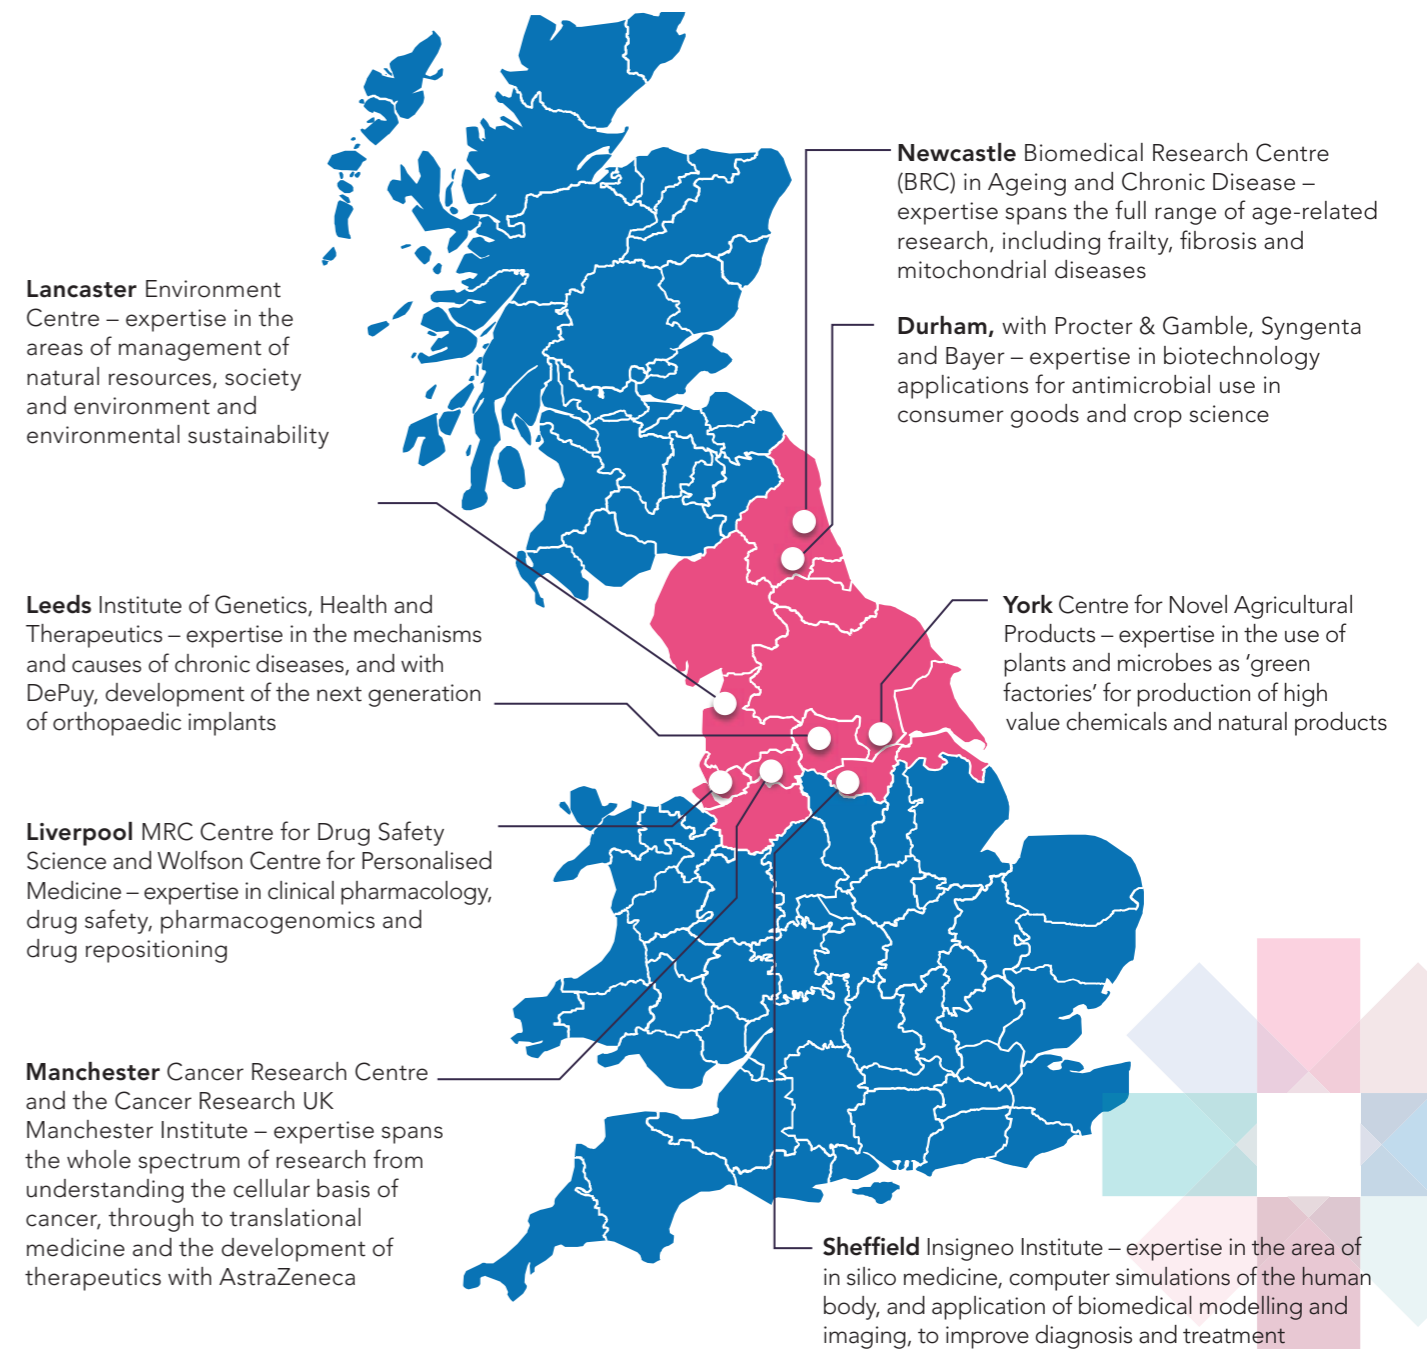 Newcastle Biomedical Research Centre
(BRC) in Ageing and Chronic Disease –
expertise spans the full range of age-related
research, including frailty, fibrosis and
mitochondrial diseases
Lancaster Environment
Centre – expertise in the
areas of management of
natural resources, society
and environment and
environmental sustainability
Durham, with Procter & Gamble, Syngenta
and Bayer – expertise in biotechnology
applications for antimicrobial use in
consumer goods and crop science
Leeds Institute of Genetics, Health and
Therapeutics – expertise in the mechanisms
and causes of chronic diseases, and with
DePuy, development of the next generation
of orthopaedic implants
York Centre for Novel Agricultural
Products – expertise in the use of
plants and microbes as ‘green
factories’ for production of high
value chemicals and natural products
Liverpool MRC Centre for Drug Safety
Science and Wolfson Centre for Personalised
Medicine – expertise in clinical pharmacology,
drug safety, pharmacogenomics and
drug repositioning
Manchester Cancer Research Centre
and the Cancer Research UK
Manchester Institute – expertise spans
the whole spectrum of research from
understanding the cellular basis of
cancer, through to translational
medicine and the development of
therapeutics with AstraZeneca
Sheffield Insigneo Institute – expertise in the area of
in silico medicine, computer simulations of the human
body, and application of biomedical modelling and
imaging, to improve diagnosis and treatment